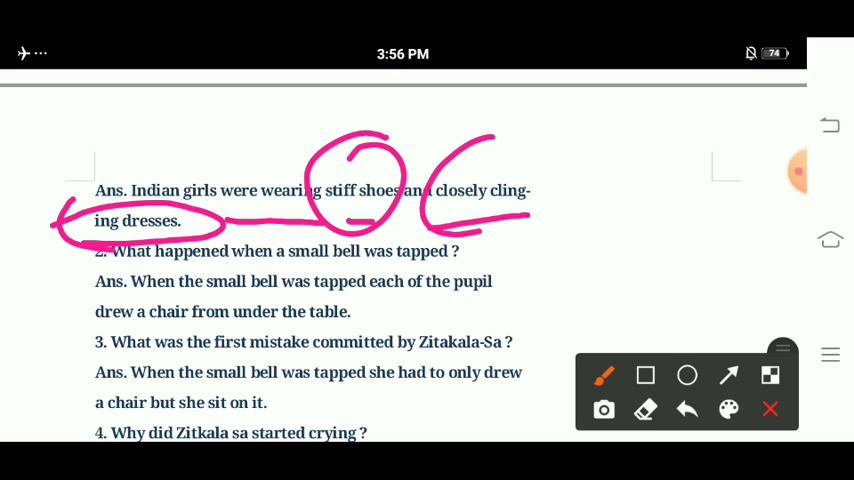 3:56 PM
74
Ans. Indian girls were wearing stiff shoes and closely cling-
ing dresses.
2. What happened when a small bell was tapped ?
Ans. When the small bell was tapped each of the pupil
drew a chair from under the table.
3. What was the first mistake committed by Zitakala-Sa ?
Ans. When the small bell was tapped she had to only drew
a chair but she sit on it.
4. Why did Zitkala sa started crying ?